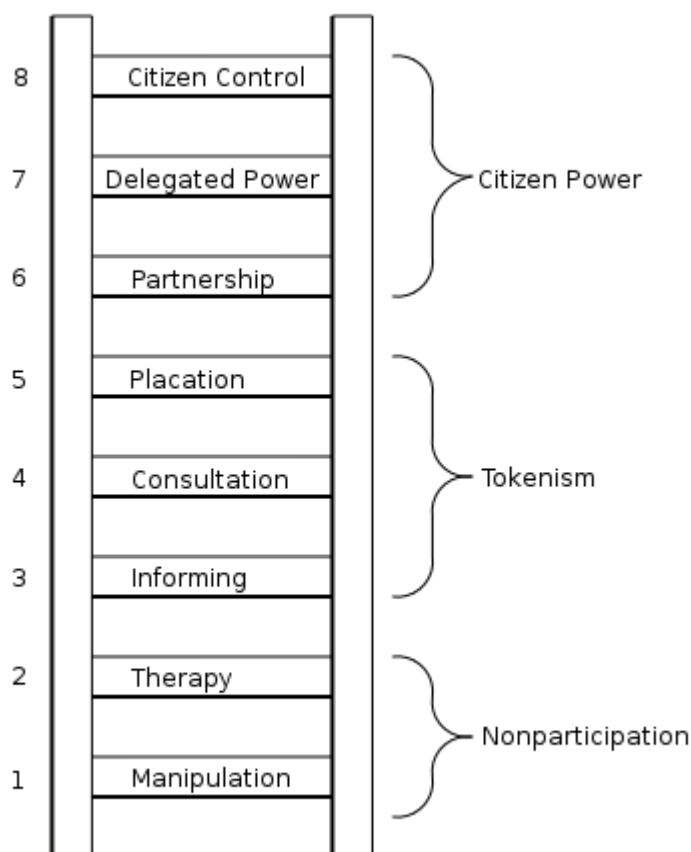 8 Citizen Control
7 Delegated Power
Citizen Power
6 Partnership
5 Placation
4 Consultation
Tokenism
3 Informing
2 Therapy
Nonparticipation
1 Manipulation